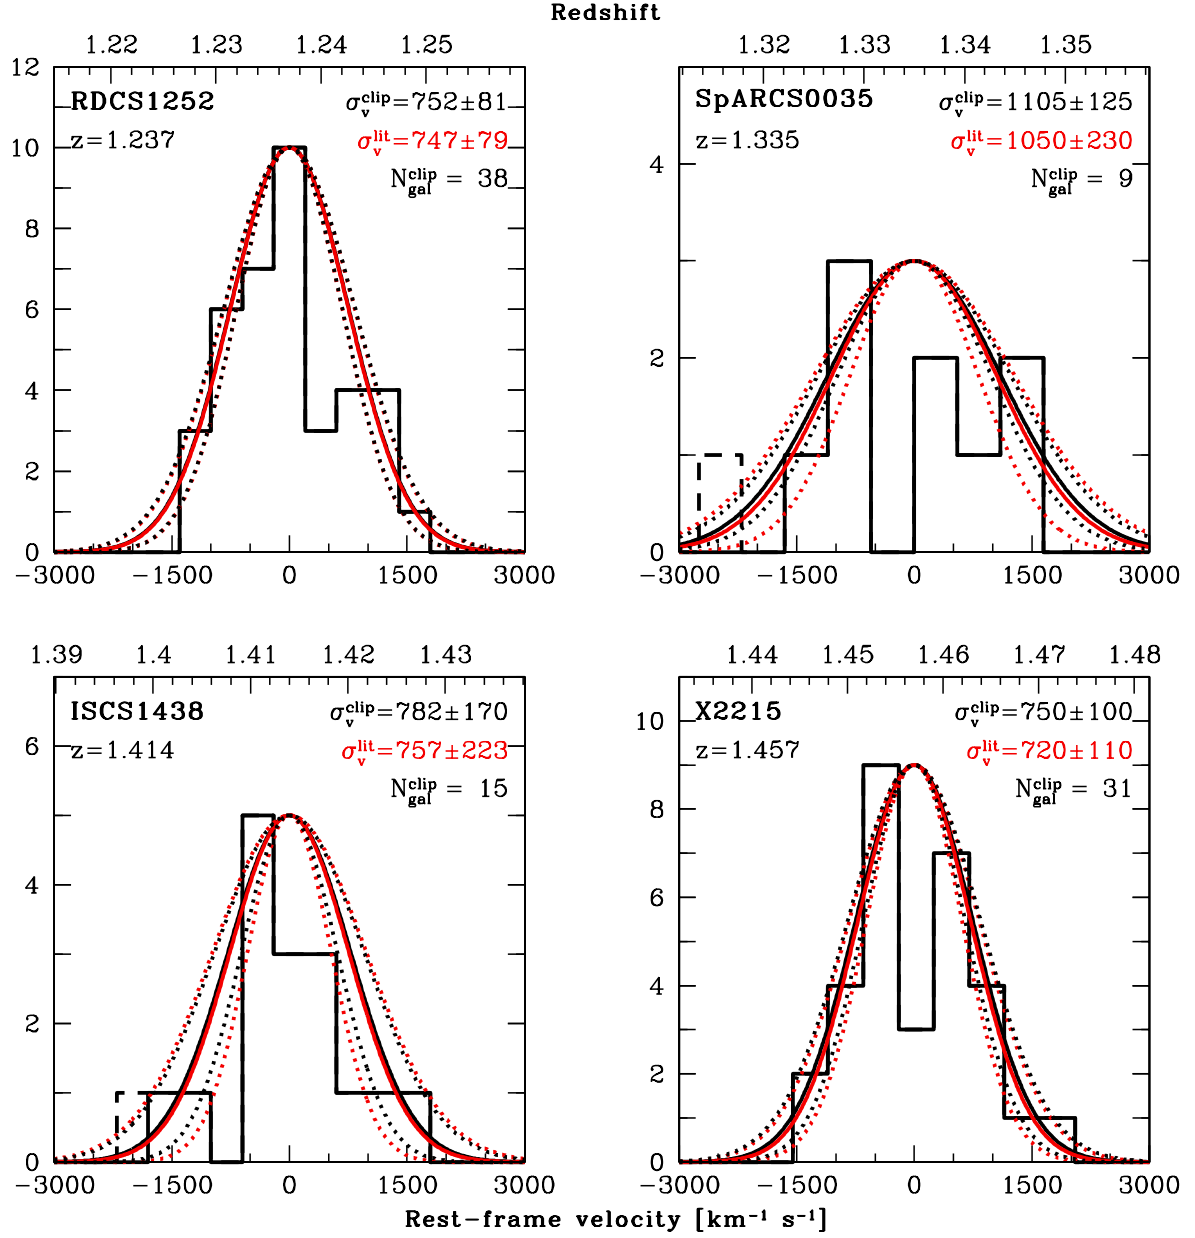 Redshift
1.22 1.23 1.24 1.25
1.32 1.33 1.34 1.35
12
10
8
6
4
2
0
RDCS1252
z=1.237
σ_v^clip=752±81
σ_v^lit=747±79
N_gal^clip = 38
−3000 −1500 0 1500 3000
4
2
0
SpARCS0035
z=1.335
σ_v^clip=1105±125
σ_v^lit=1050±230
N_gal^clip = 9
−3000 −1500 0 1500 3000
1.39 1.4 1.41 1.42 1.43
1.44 1.45 1.46 1.47 1.48
6
4
2
0
ISCS1438
z=1.414
σ_v^clip=782±170
σ_v^lit=757±223
N_gal^clip = 15
−3000 −1500 0 1500 3000
10
8
6
4
2
0
X2215
z=1.457
σ_v^clip=750±100
σ_v^lit=720±110
N_gal^clip = 31
−3000 −1500 0 1500 3000
Rest−frame velocity [km⁻¹ s⁻¹]